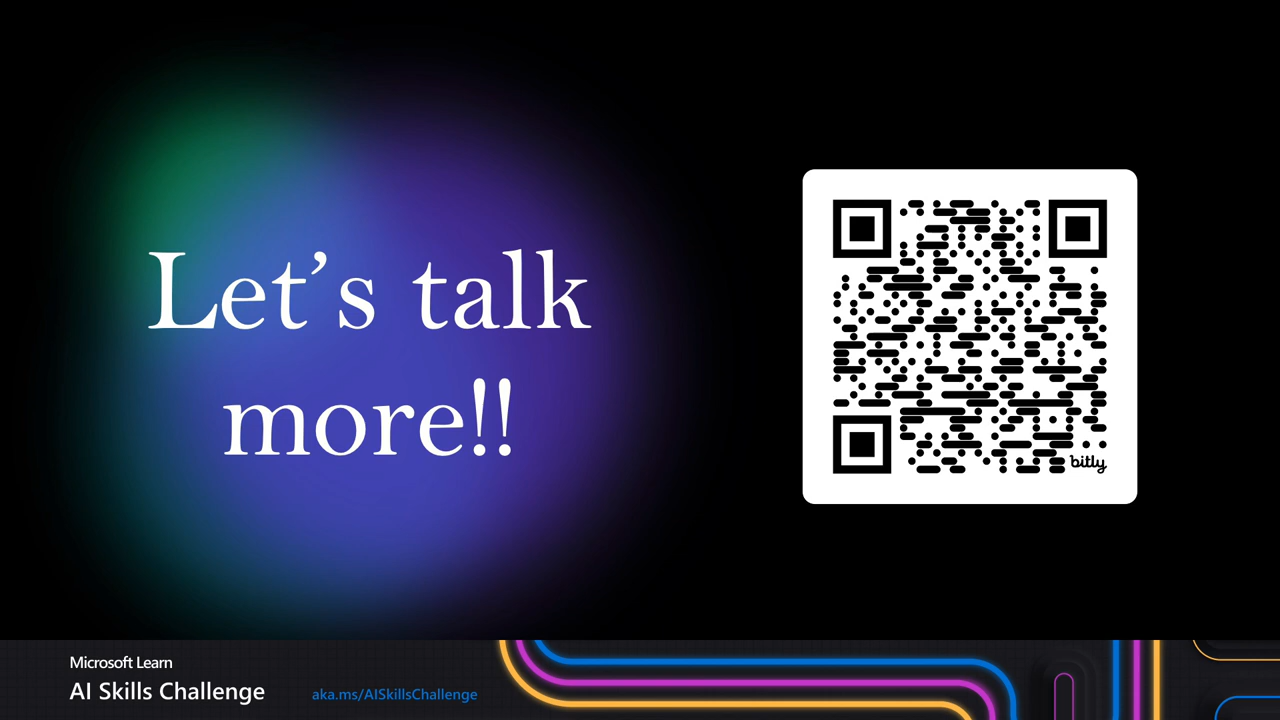 Let’s talk
more!!
bitly
Microsoft Learn
AI Skills Challenge
aka.ms/AISkillsChallenge